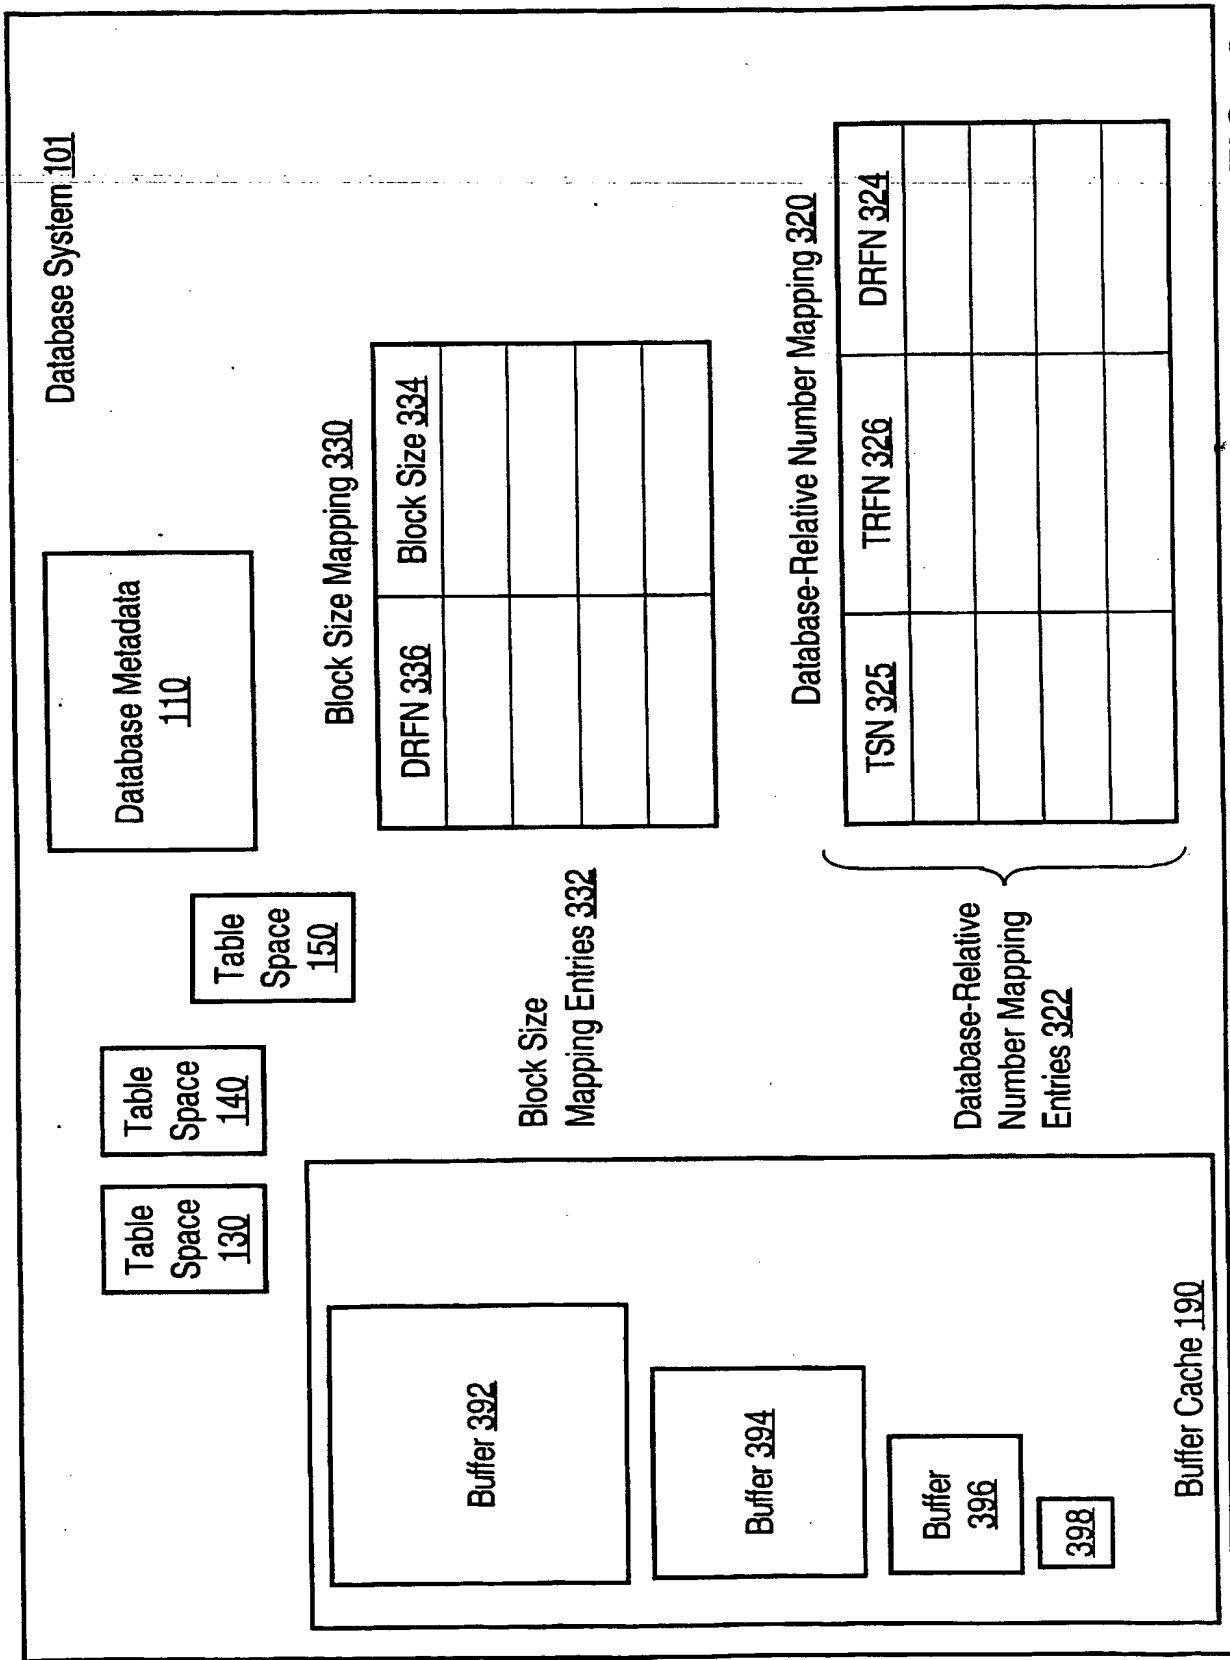 Database System 101
Database Metadata
110
Table
Space
130
Table
Space
140
Table
Space
150
Block Size Mapping 330
DRFN 336
Block Size 334
Block Size
Mapping Entries 332
Database-Relative Number Mapping 320
TSN 325
TRFN 326
DRFN 324
Database-Relative
Number Mapping
Entries 322
Buffer 392
Buffer 394
Buffer
396
398
Buffer Cache 190